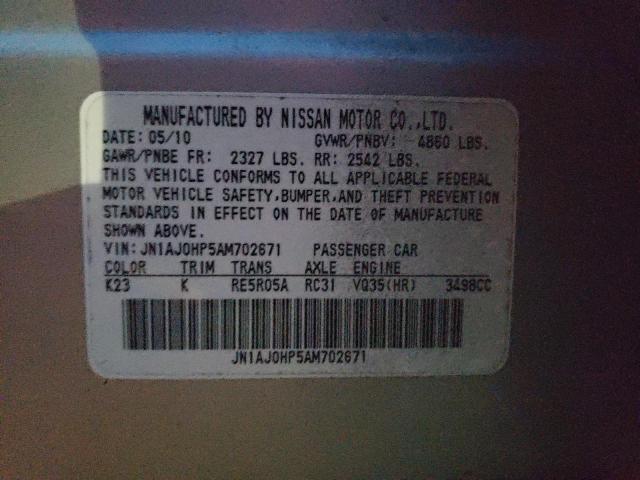 MANUFACTURED BY NISSAN MOTOR CO.,LTD.
DATE: 05/10 GVWR/PNBV: 4860 LBS.
GAWR/PNBE FR: 2327 LBS. RR: 2542 LBS.
THIS VEHICLE CONFORMS TO ALL APPLICABLE FEDERAL
MOTOR VEHICLE SAFETY,BUMPER,AND THEFT PREVENTION
STANDARDS IN EFFECT ON THE DATE OF MANUFACTURE
SHOWN ABOVE.
VIN: JN1AJ0HP5AM702671 PASSENGER CAR
COLOR TRIM TRANS AXLE ENGINE
K23 K RE5R05A RC31 VQ35(HR) 3498CC
JN1AJ0HP5AM702671